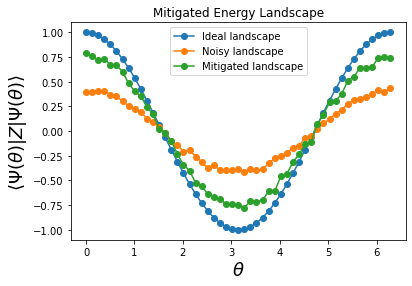 Mitigated Energy Landscape
Ideal landscape
Noisy landscape
Mitigated landscape
⟨Ψ(θ)|Z|Ψ(θ)⟩
1.00
0.75
0.50
0.25
0.00
−0.25
−0.50
−0.75
−1.00
0 1 2 3 4 5 6
θ